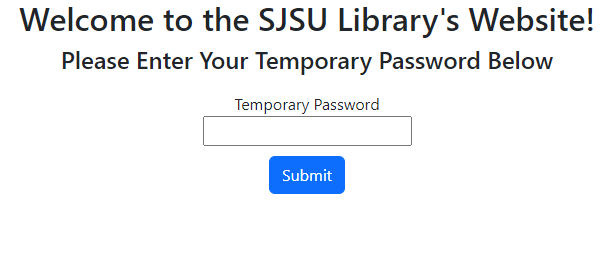 Welcome to the SJSU Library's Website!
Please Enter Your Temporary Password Below
Temporary Password
Submit